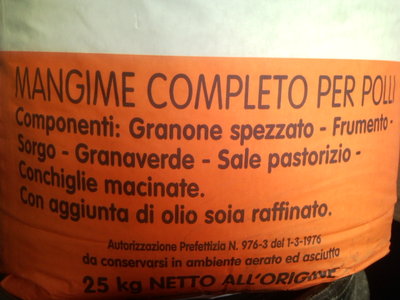 MANGIME COMPLETO PER POLLI
Componenti: Granone spezzato - Frumento -
Sorgo - Granaverde - Sale pastorizio -
Conchiglie macinate.
Con aggiunta di olio soia raffinato.
Autorizzazione Prefettizia N. 976-3 del 1-3-1976
da conservarsi in ambiente aerato ed asciutto
25 kg NETTO ALL'ORIGINE